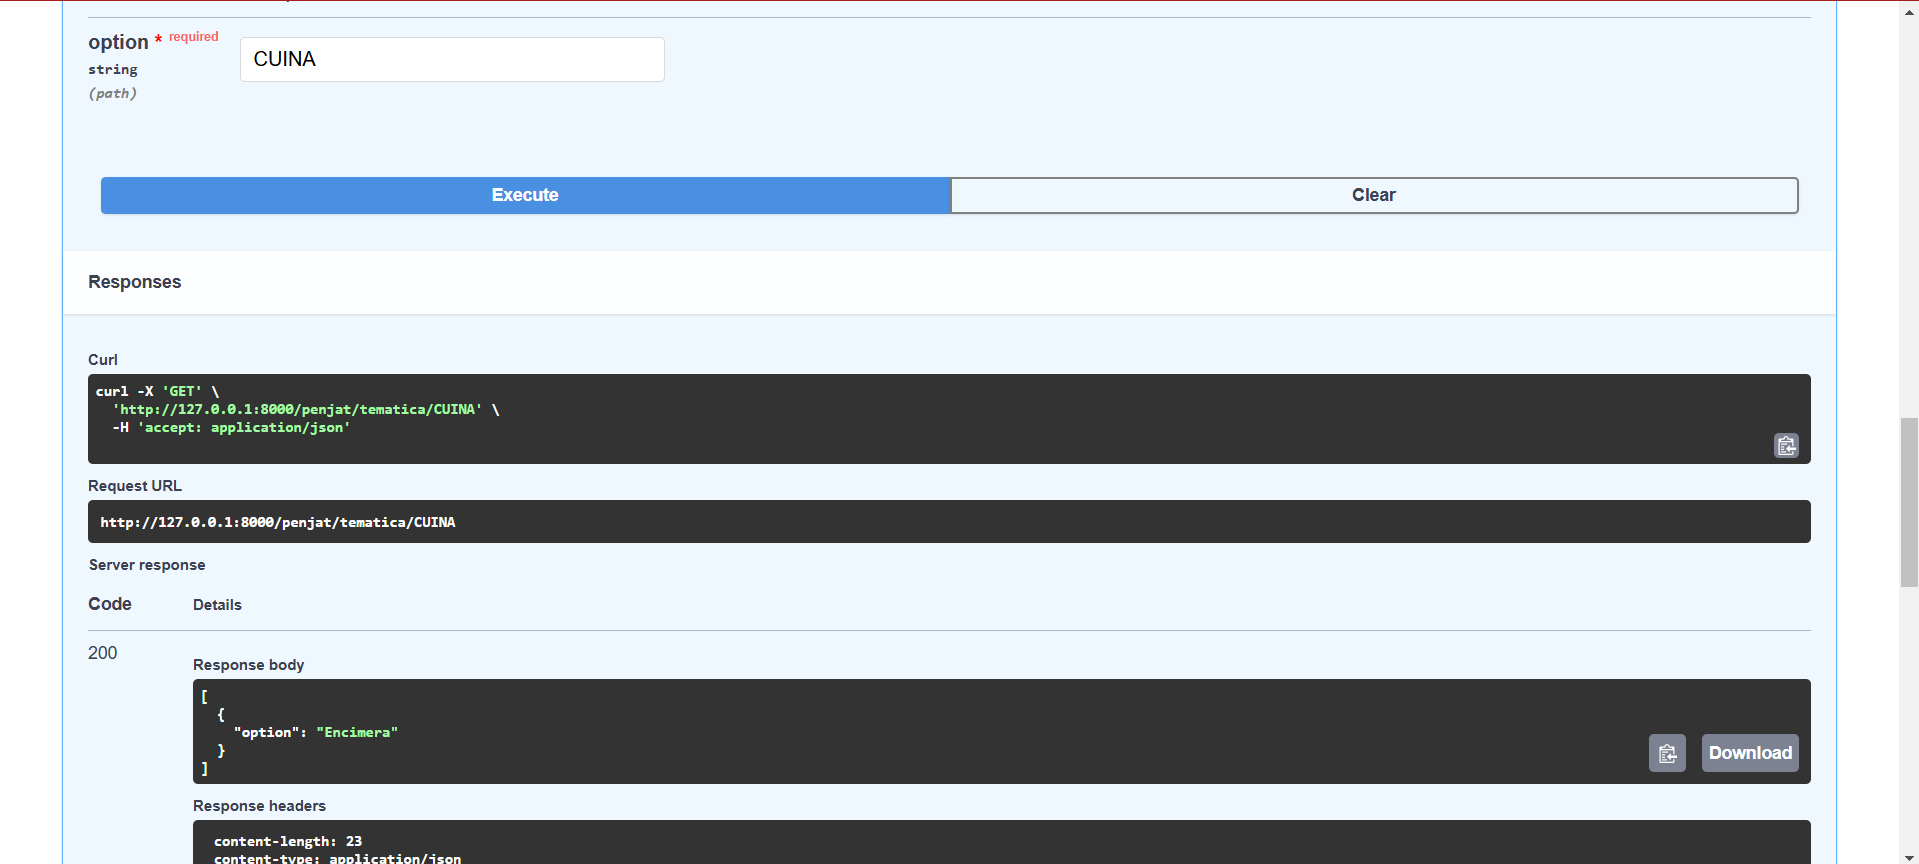 option * required
string
(path)
CUINA
Execute
Clear
Responses
Curl
curl -X 'GET' \
'http://127.0.0.1:8000/penjat/tematica/CUINA' \
-H 'accept: application/json'
Request URL
http://127.0.0.1:8000/penjat/tematica/CUINA
Server response
Code
Details
200
Response body
[
{
"option": "Encimera"
}
]
Download
Response headers
content-length: 23
content-type: application/json